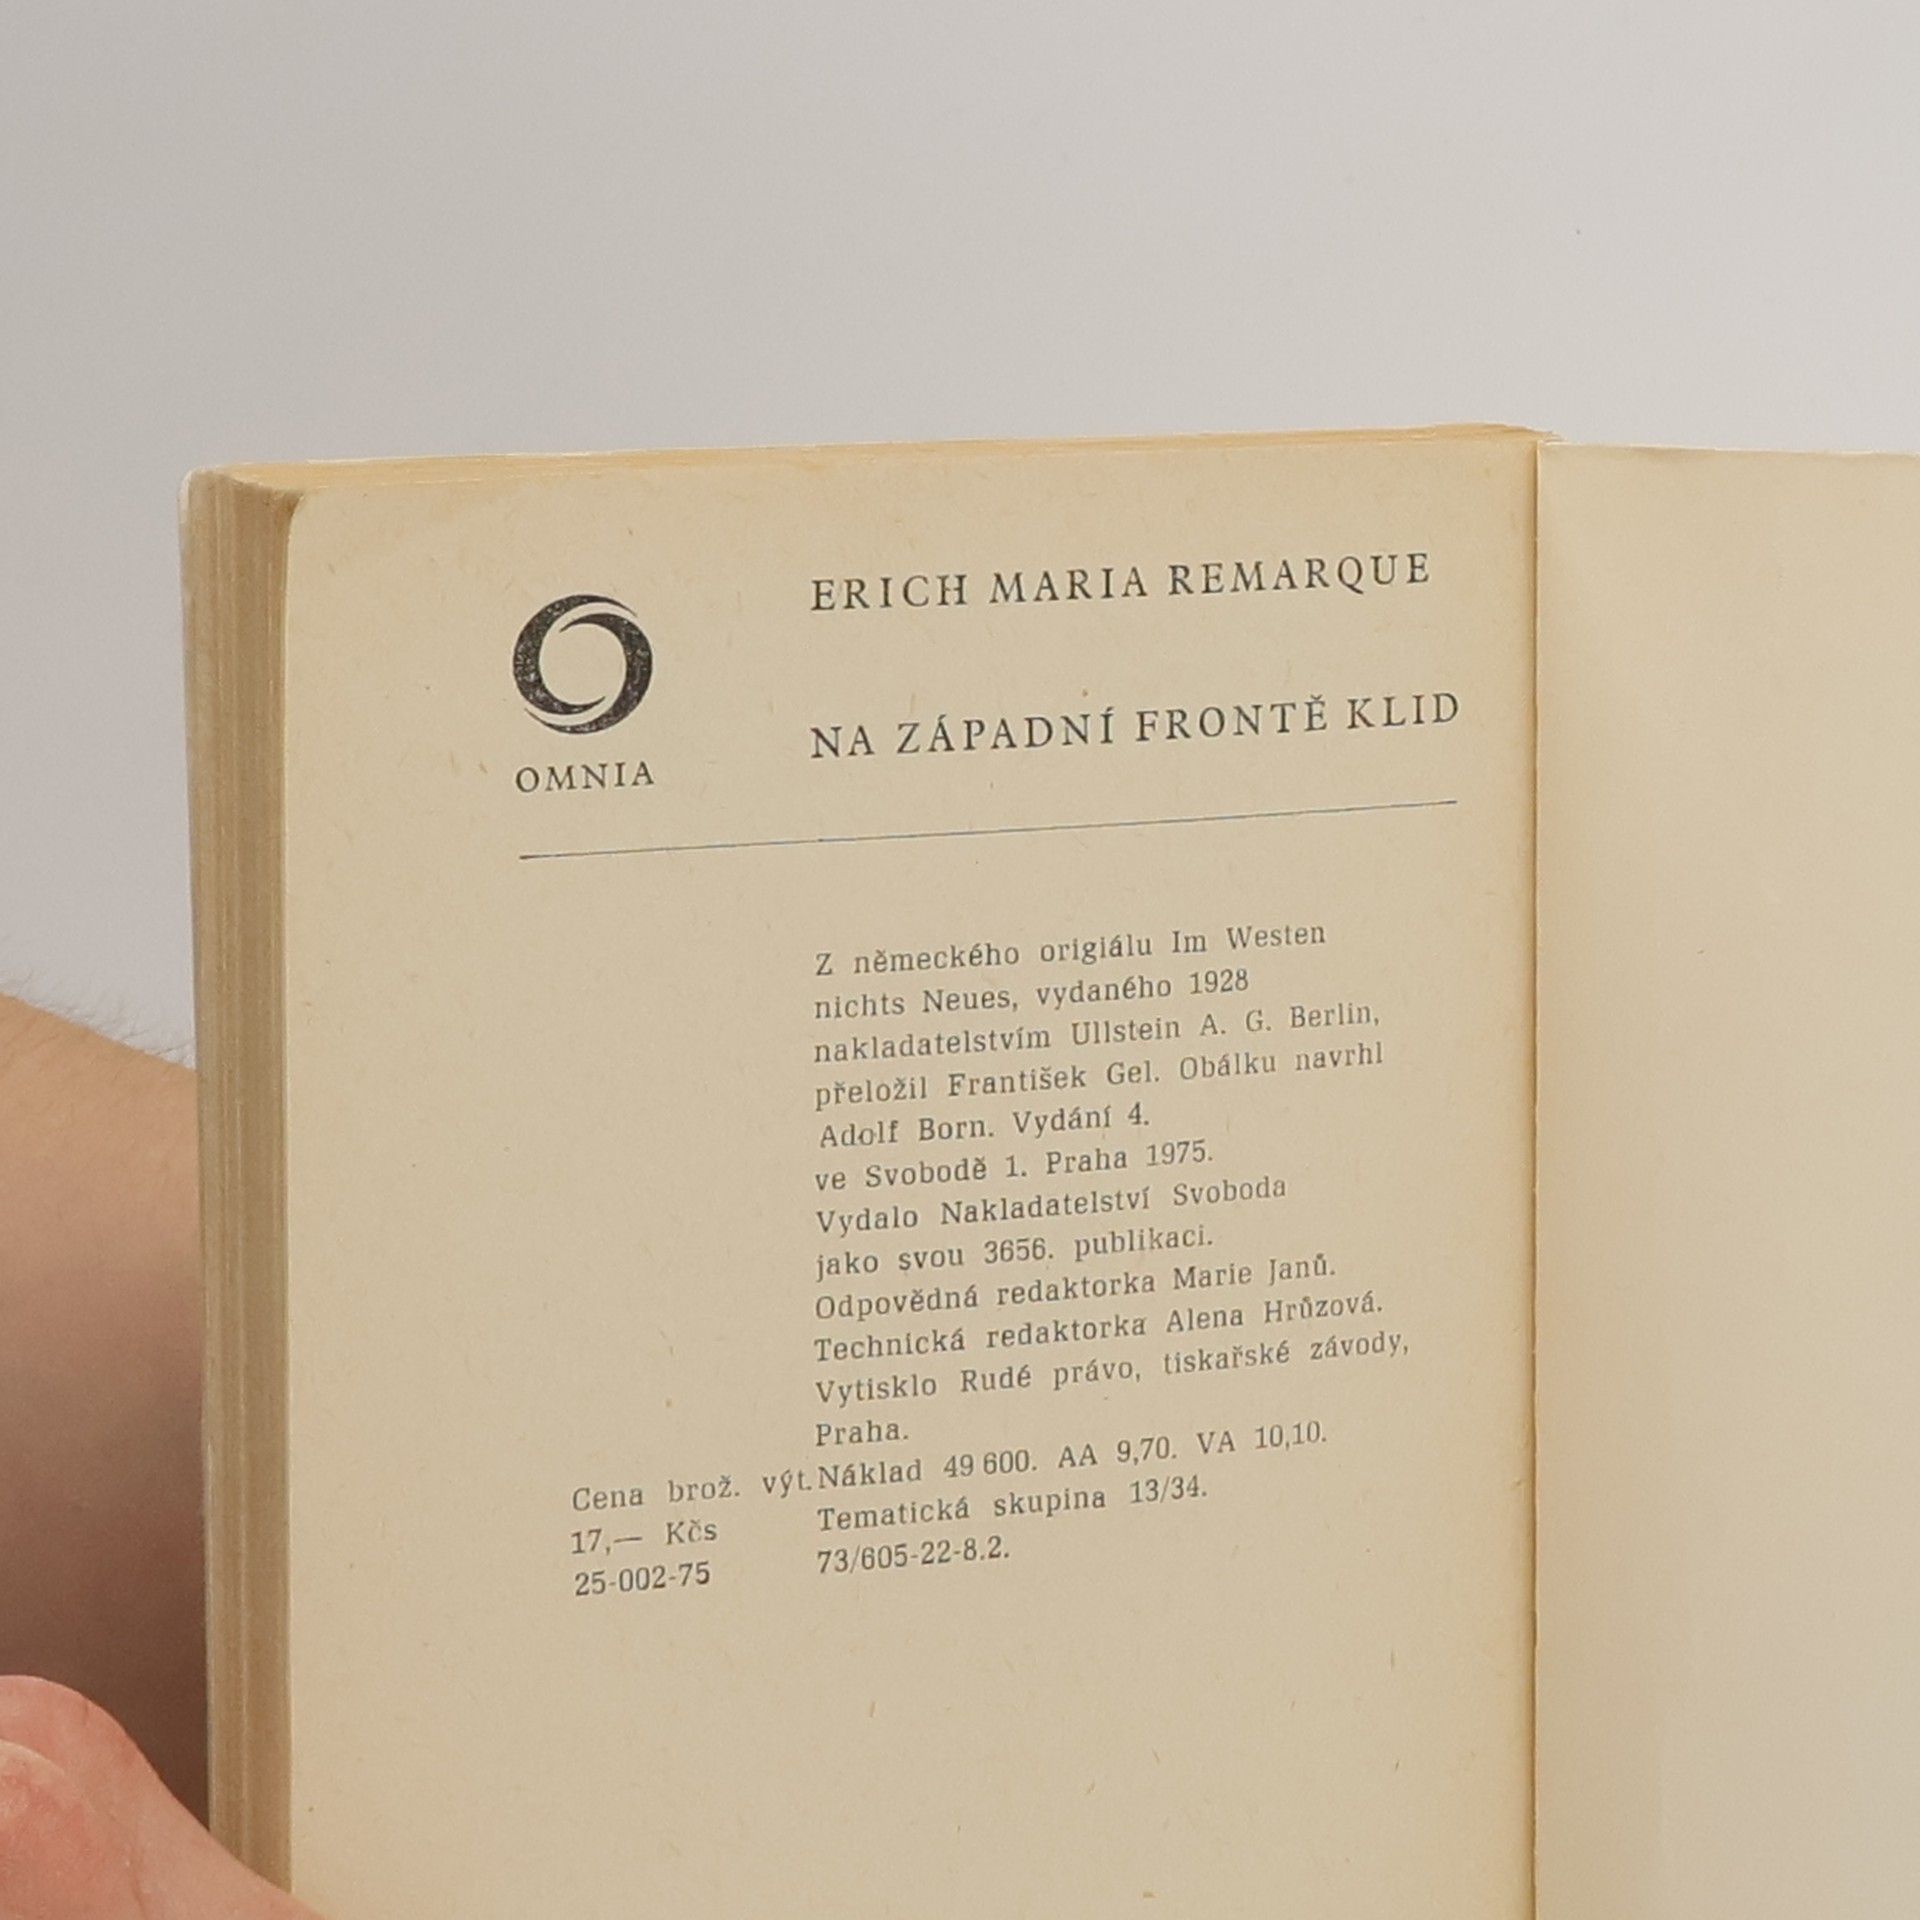 ERICH MARIA REMARQUE
OMNIA
NA ZÁPADNÍ FRONTĚ KLID
Z německého origiálu Im Westen
nichts Neues, vydaného 1928
nakladatelstvím Ullstein A. G. Berlin,
přeložil František Gel. Obálku navrhl
Adolf Born. Vydání 4.
ve Svobodě 1. Praha 1975.
Vydalo Nakladatelství Svoboda
jako svou 3656. publikaci.
Odpovědná redaktorka Marie Janů.
Technická redaktorka Alena Hrůzová.
Vytisklo Rudé právo, tiskařské závody,
Praha.
Náklad 49 600. AA 9,70. VA 10,10.
Tematická skupina 13/34.
73/605-22-8.2.
Cena brož. výt.
17,— Kčs
25-002-75